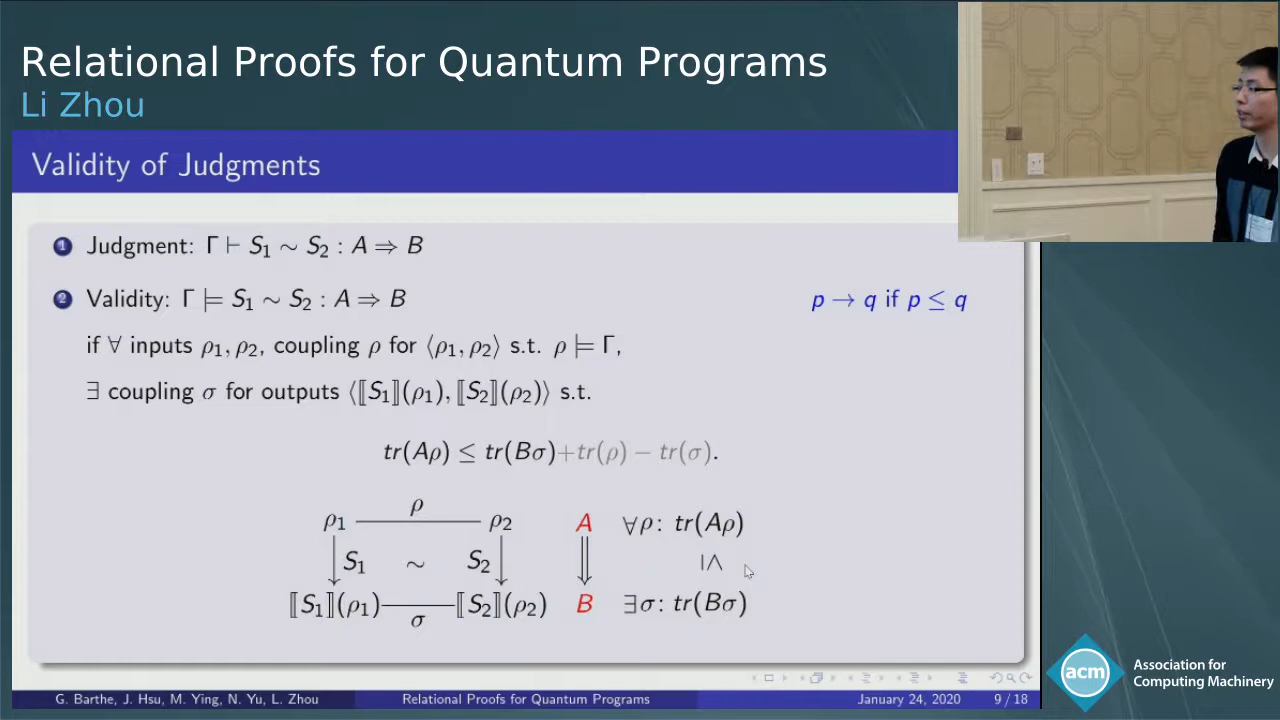 Relational Proofs for Quantum Programs
Li Zhou
Validity of Judgments
1 Judgment: Γ ⊢ S₁ ∼ S₂ : A ⇒ B
2 Validity: Γ ⊨ S₁ ∼ S₂ : A ⇒ B p → q if p ≤ q
if ∀ inputs ρ₁, ρ₂, coupling ρ for ⟨ρ₁, ρ₂⟩ s.t. ρ ⊨ Γ,
∃ coupling σ for outputs ⟨⟦S₁⟧(ρ₁), ⟦S₂⟧(ρ₂)⟩ s.t.
tr(Aρ) ≤ tr(Bσ)+tr(ρ) − tr(σ).
ρ
ρ₁ ρ₂ A ∀ρ: tr(Aρ)
S₁ ∼ S₂ ⇓ ≤
⟦S₁⟧(ρ₁) ⟦S₂⟧(ρ₂) B ∃σ: tr(Bσ)
σ
G. Barthe, J. Hsu, M. Ying, N. Yu, L. Zhou Relational Proofs for Quantum Programs January 24, 2020 9 / 18
acm Association for
Computing Machinery